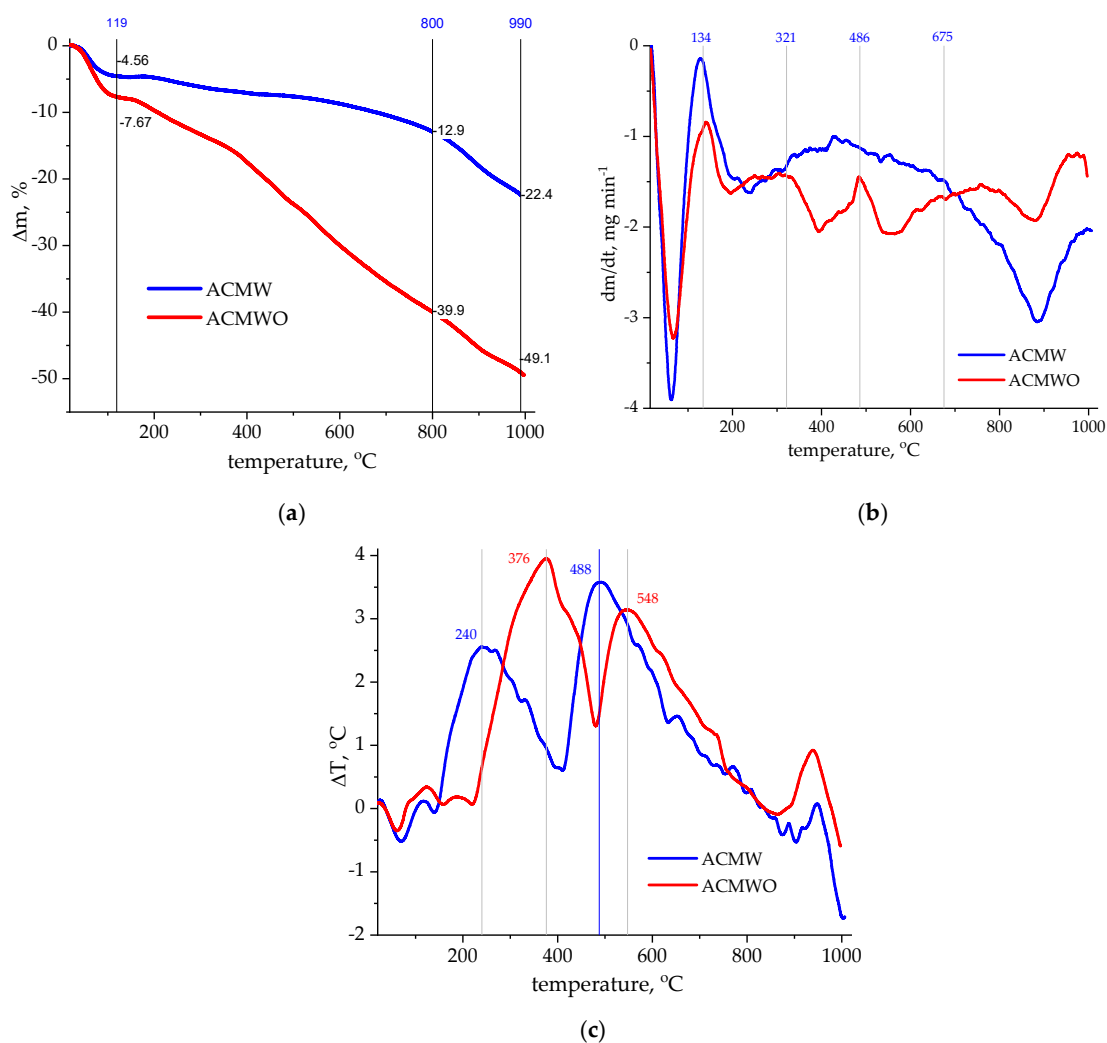 119 800 990
0
-10
-20
-30
-40
-50
Δm, %
-4.56
-7.67
-12.9
-22.4
-39.9
-49.1
ACMW
ACMWO
200 400 600 800 1000
temperature, °C
(a)
134 321 486 675
0
-1
-2
-3
-4
dm/dt, mg min⁻¹
ACMW
ACMWO
200 400 600 800 1000
temperature, °C
(b)
4
3
2
1
0
-1
-2
ΔT, °C
240
376
488
548
ACMW
ACMWO
200 400 600 800 1000
temperature, °C
(c)